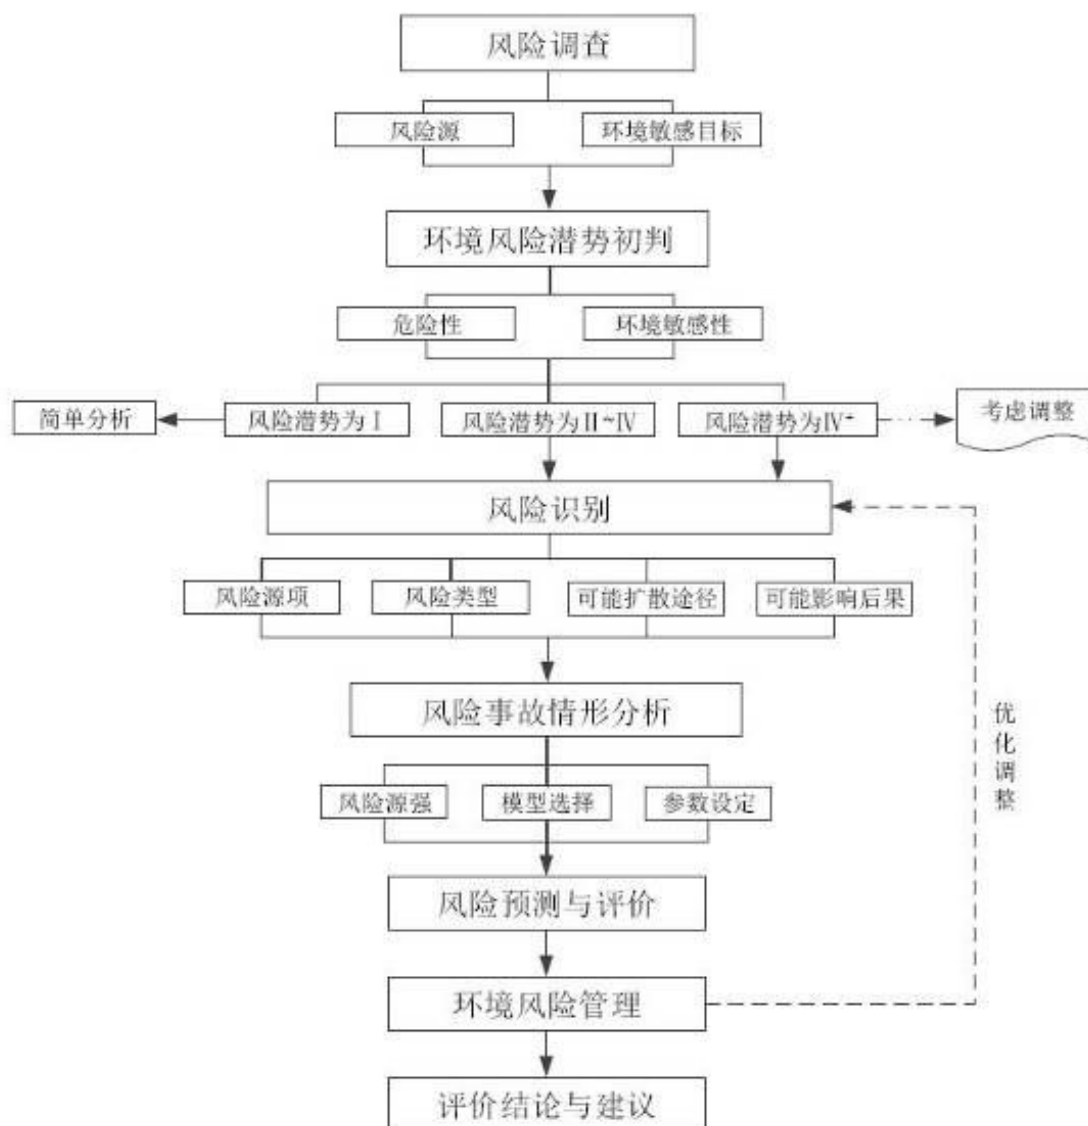 风险调查
风险源
环境敏感目标
环境风险潜势初判
危险性
环境敏感性
简单分析
风险潜势为Ⅰ
风险潜势为Ⅱ~Ⅳ
风险潜势为Ⅳ+
考虑调整
风险识别
风险源项
风险类型
可能扩散途径
可能影响后果
风险事故情形分析
优化调整
风险源强
模型选择
参数设定
风险预测与评价
环境风险管理
评价结论与建议